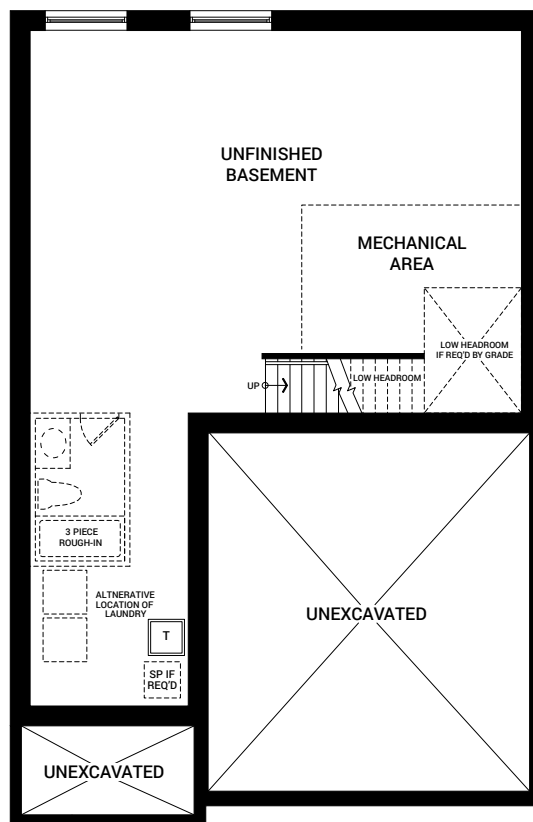 UNFINISHED
BASEMENT
MECHANICAL
AREA
LOW HEADROOM
IF REQ'D BY GRADE
LOW HEADROOM
UP
3 PIECE
ROUGH-IN
ALTNERATIVE
LOCATION OF
LAUNDRY
T
SP IF
REQ'D
UNEXCAVATED
UNEXCAVATED